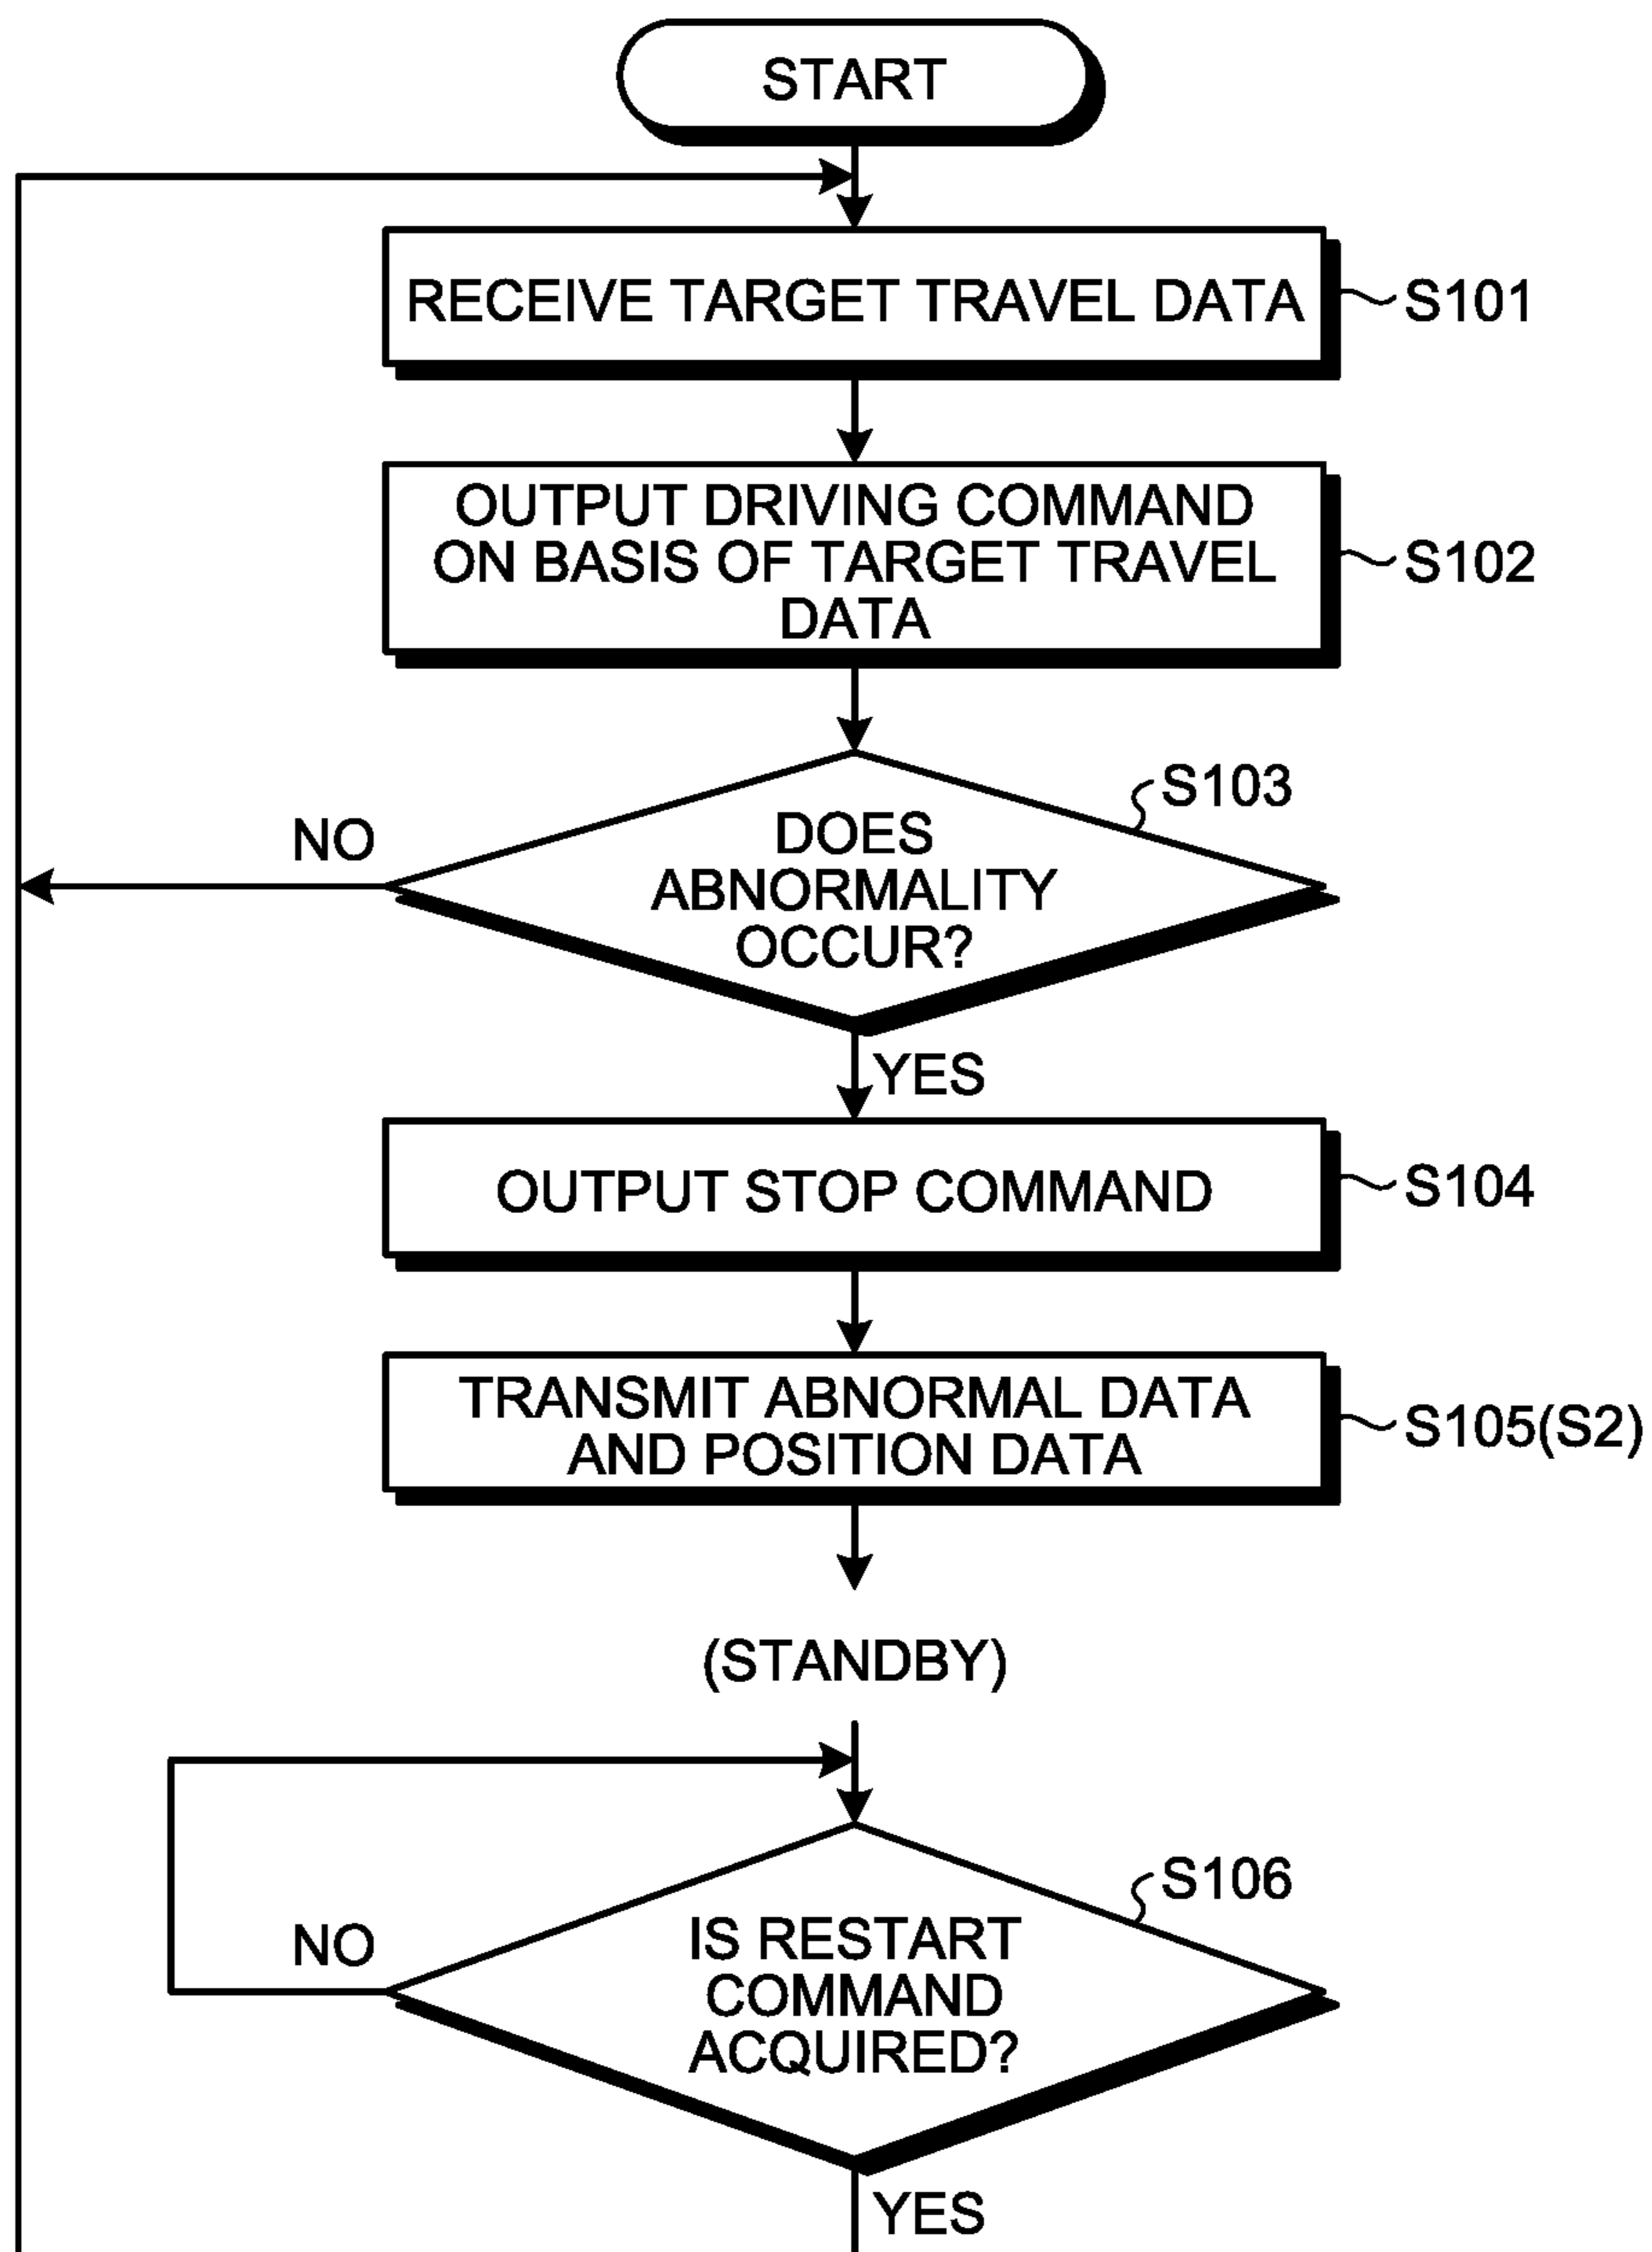 START
RECEIVE TARGET TRAVEL DATA
S101
OUTPUT DRIVING COMMAND
ON BASIS OF TARGET TRAVEL
DATA
S102
S103
DOES
ABNORMALITY
OCCUR?
NO
YES
OUTPUT STOP COMMAND
S104
TRANSMIT ABNORMAL DATA
AND POSITION DATA
S105(S2)
(STANDBY)
S106
IS RESTART
COMMAND
ACQUIRED?
NO
YES